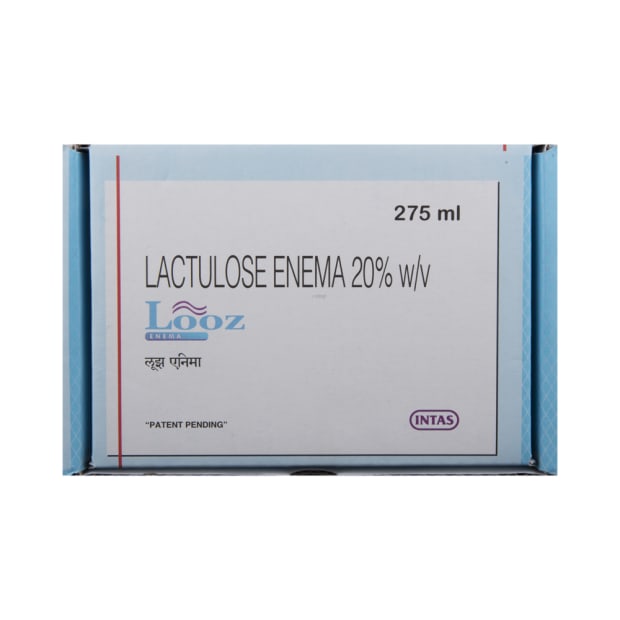 275 ml
LACTULOSE ENEMA 20% w/v
Looz
ENEMA
लूझ एनिमा
"PATENT PENDING"
INTAS